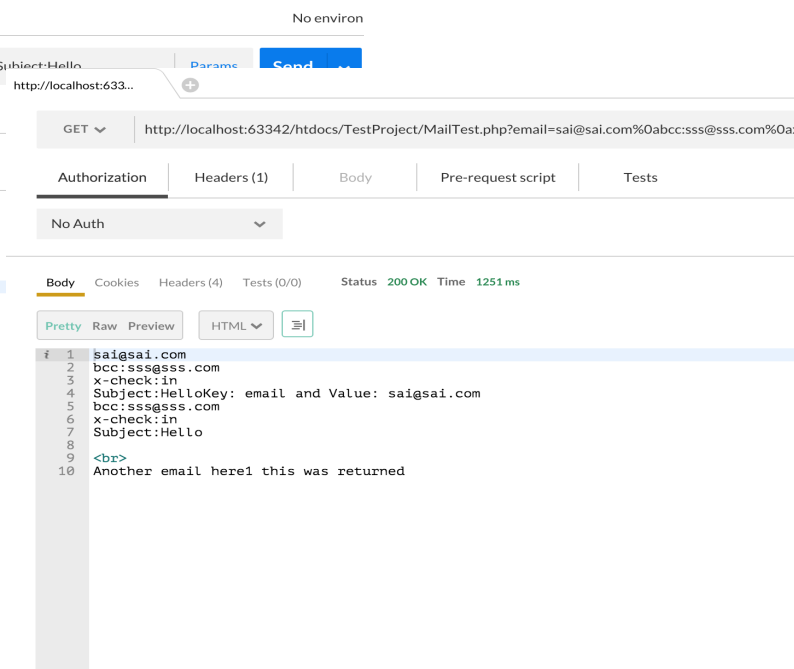 No environ
Subject:Hello Params Send
http://localhost:633...
GET http://localhost:63342/htdocs/TestProject/MailTest.php?email=sai@sai.com%0abcc:sss@sss.com%0a
Authorization Headers (1) Body Pre-request script Tests
No Auth
Body Cookies Headers (4) Tests (0/0) Status 200 OK Time 1251 ms
Pretty Raw Preview HTML
i 1 sai@sai.com
2 bcc:sss@sss.com
3 x-check:in
4 Subject:HelloKey: email and Value: sai@sai.com
5 bcc:sss@sss.com
6 x-check:in
7 Subject:Hello
8
9 <br>
10 Another email here1 this was returned